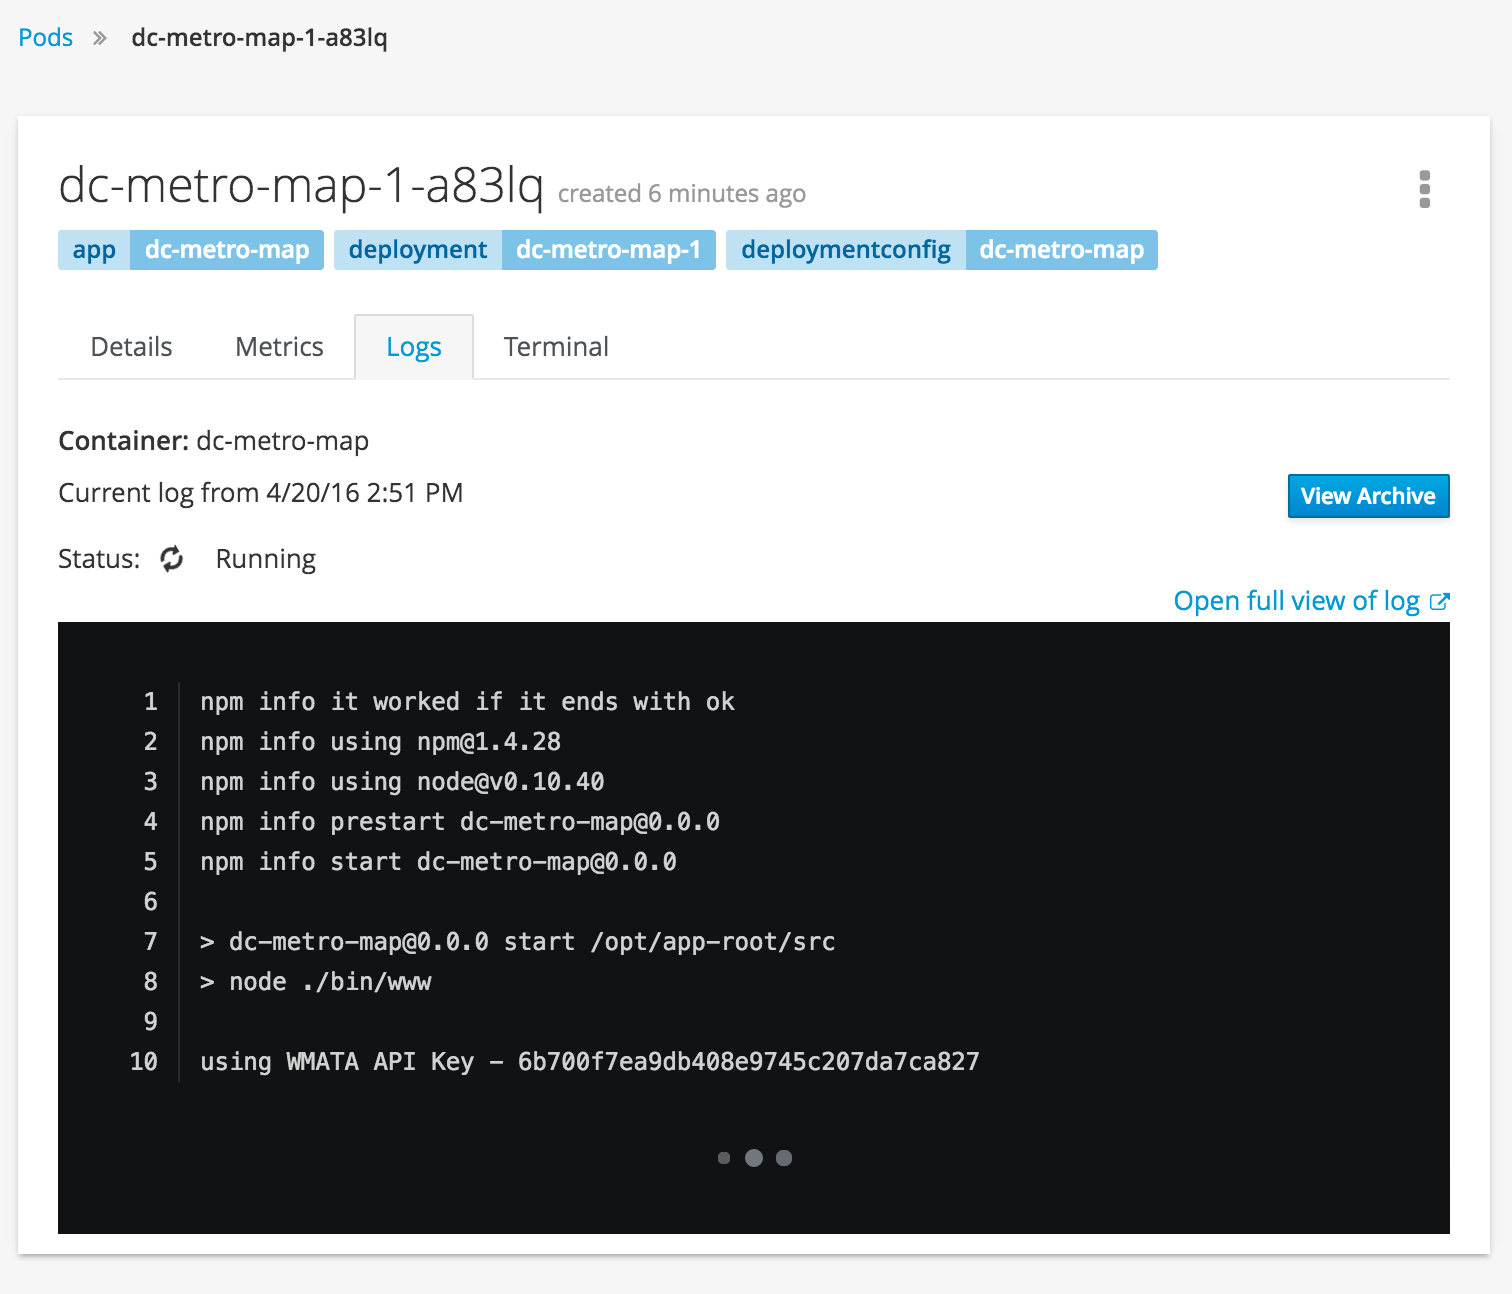 Pods » dc-metro-map-1-a83lq
dc-metro-map-1-a83lq created 6 minutes ago
app dc-metro-map deployment dc-metro-map-1 deploymentconfig dc-metro-map
Details Metrics Logs Terminal
Container: dc-metro-map
Current log from 4/20/16 2:51 PM
View Archive
Status: Running
Open full view of log
1 npm info it worked if it ends with ok
2 npm info using npm@1.4.28
3 npm info using node@v0.10.40
4 npm info prestart dc-metro-map@0.0.0
5 npm info start dc-metro-map@0.0.0
6
7 > dc-metro-map@0.0.0 start /opt/app-root/src
8 > node ./bin/www
9
10 using WMATA API Key - 6b700f7ea9db408e9745c207da7ca827